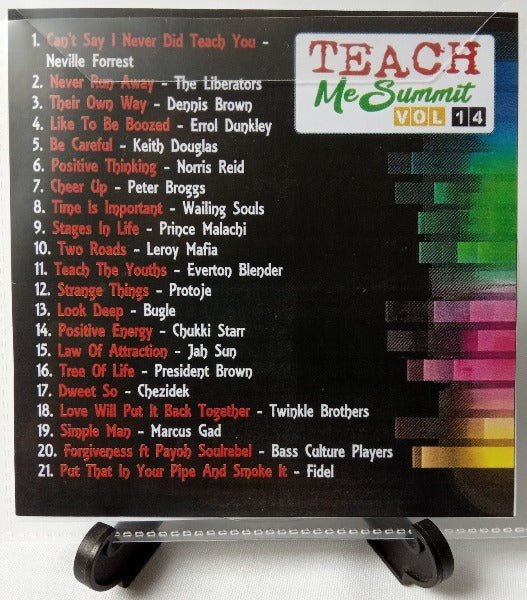 TEACH
Me Summit
VOL 14
1. Can't Say I Never Did Teach You -
Neville Forrest
2. Never Run Away - The Liberators
3. Their Own Way - Dennis Brown
4. Like To Be Boozed - Errol Dunkley
5. Be Careful - Keith Douglas
6. Positive Thinking - Norris Reid
7. Cheer Up - Peter Broggs
8. Time Is Important - Wailing Souls
9. Stages In Life - Prince Malachi
10. Two Roads - Leroy Mafia
11. Teach The Youths - Everton Blender
12. Strange Things - Protoje
13. Look Deep - Bugle
14. Positive Energy - Chukki Starr
15. Law Of Attraction - Jah Sun
16. Tree Of Life - President Brown
17. Dweet So - Chezidek
18. Love Will Put It Back Together - Twinkle Brothers
19. Simple Man - Marcus Gad
20. Forgiveness ft Payoh Soulrebel - Bass Culture Players
21. Put That In Your Pipe And Smoke It - Fidel